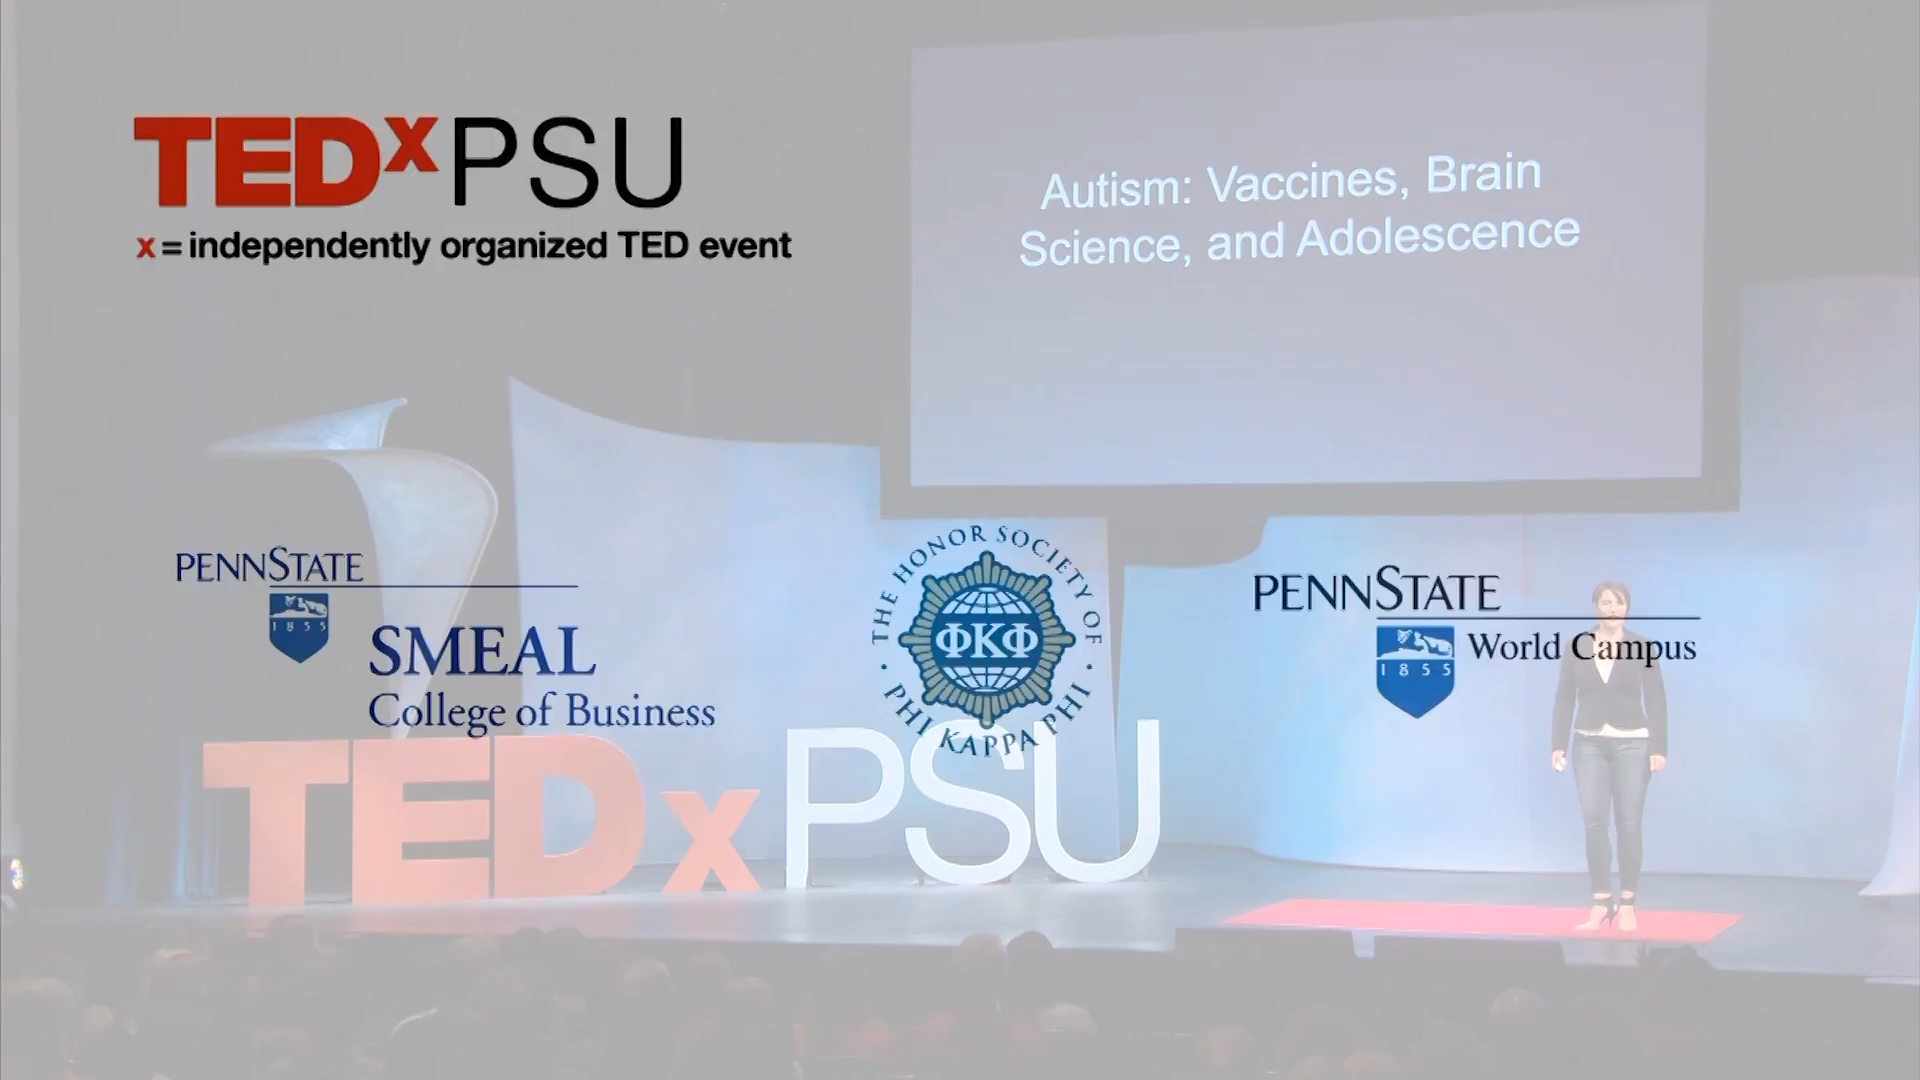 TEDxPSU
x = independently organized TED event
Autism: Vaccines, Brain
Science, and Adolescence
PENNSTATE
1855
SMEAL
College of Business
THE HONOR SOCIETY OF
ΦΚΦ
PHI KAPPA PHI
PENNSTATE
1855
World Campus
TEDxPSU